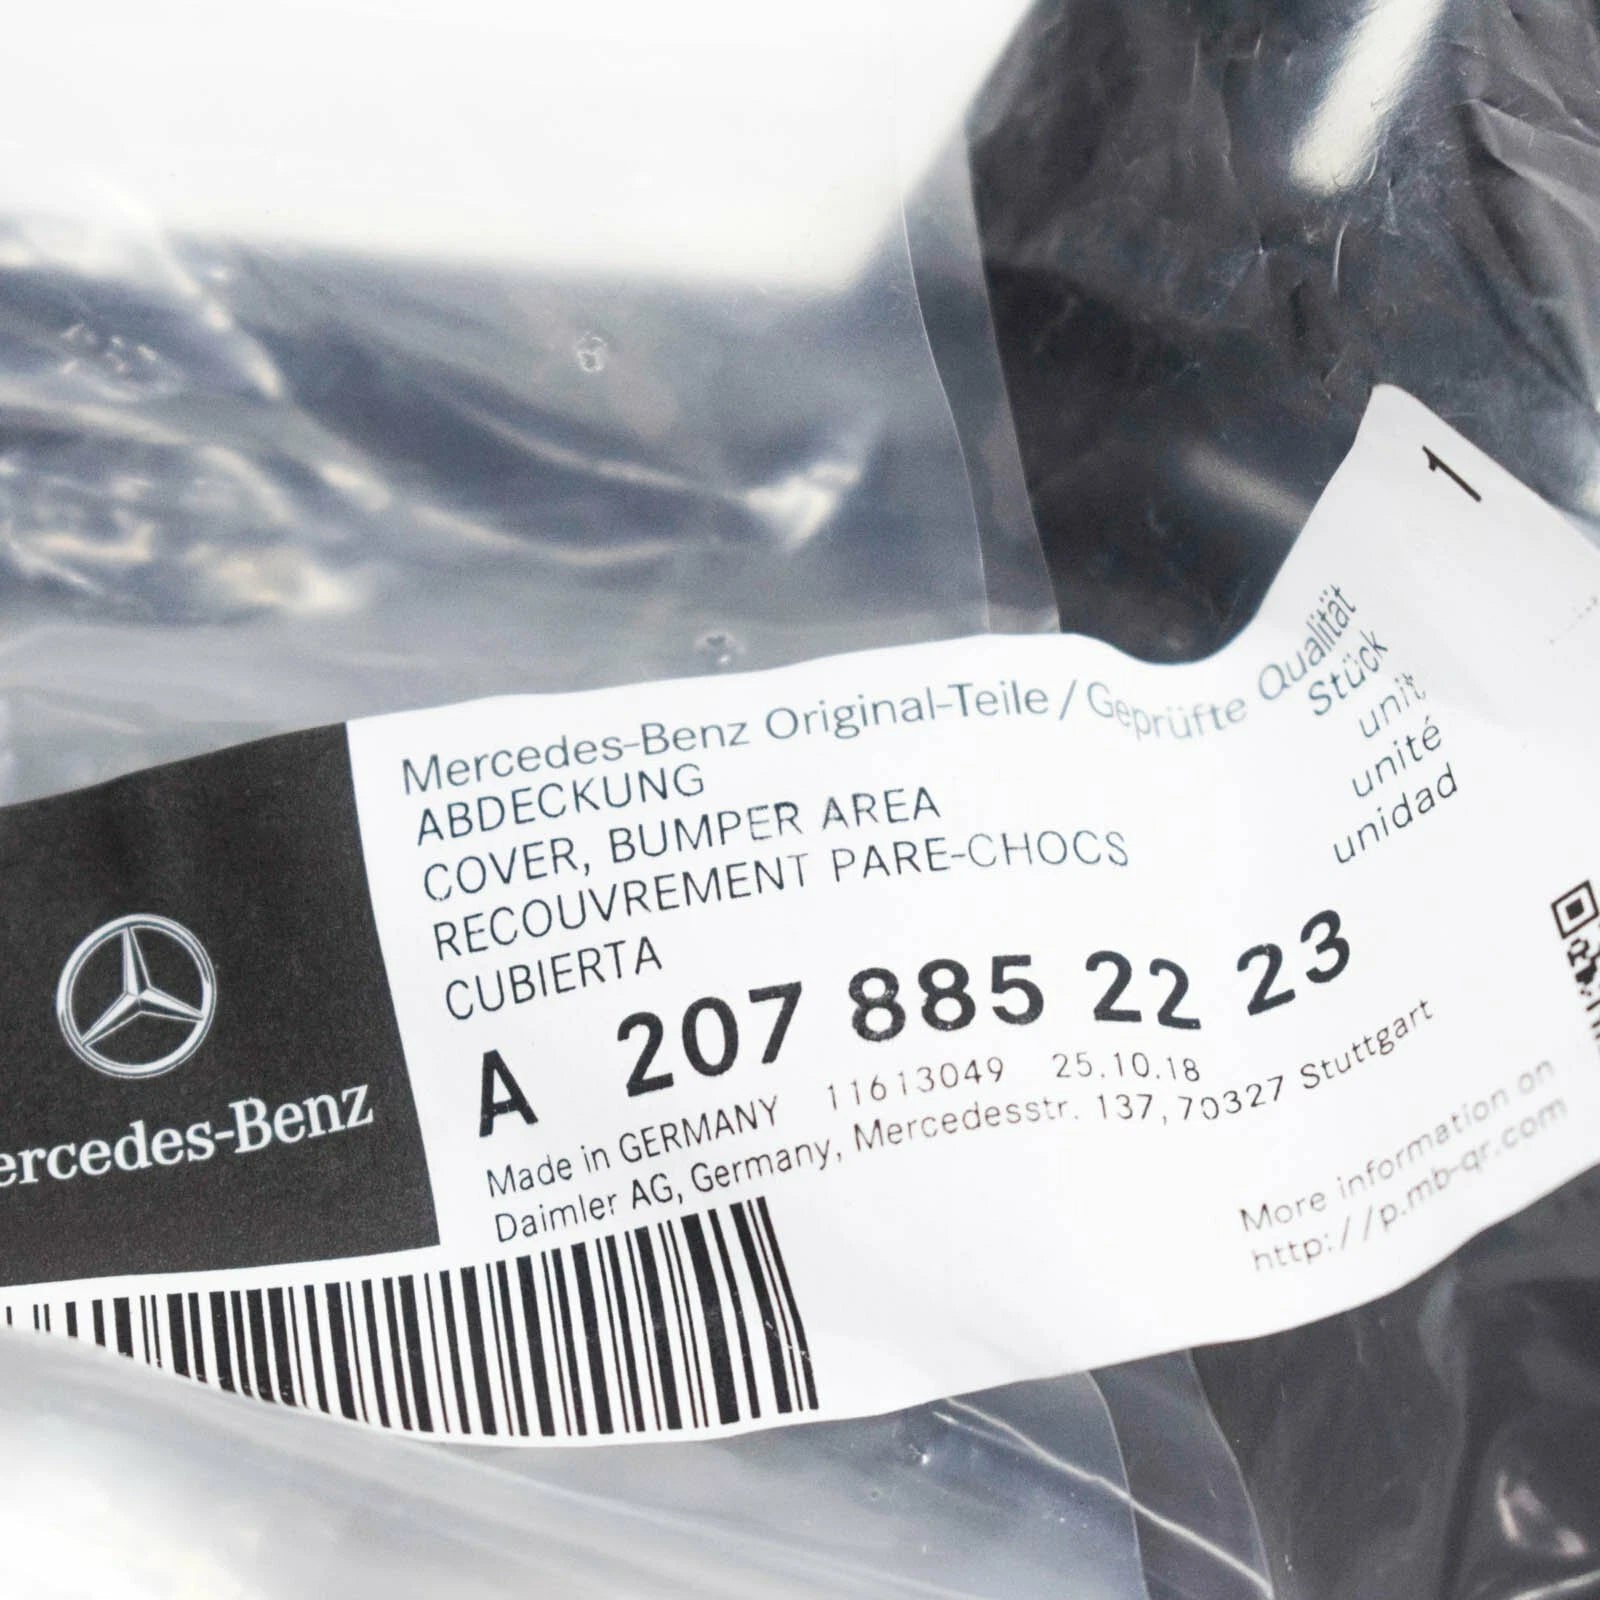 Mercedes-Benz Original-Teile / Geprüfte Qualität
ABDECKUNG
COVER, BUMPER AREA
RECOUVREMENT PARE-CHOCS
CUBIERTA
1
Stück
unit
unité
unidad
A 207 885 22 23
Made in GERMANY 11613049 25.10.18
Daimler AG, Germany, Mercedesstr. 137, 70327 Stuttgart
More information on
http://p.mb-qr.com
ercedes-Benz